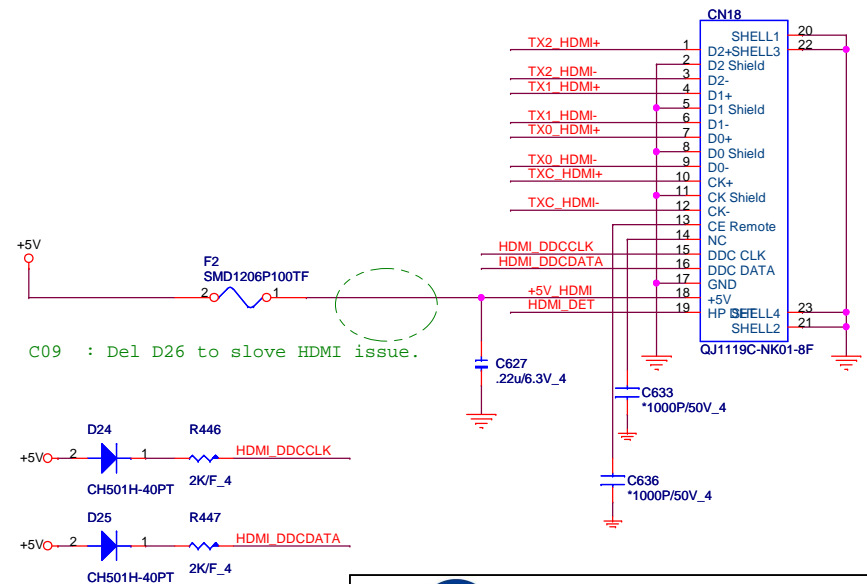 CN18
SHELL1 20
SHELL3 22
TX2_HDMI+ 1 D2+
2 D2 Shield
TX2_HDMI- 3 D2-
TX1_HDMI+ 4 D1+
5 D1 Shield
TX1_HDMI- 6 D1-
TX0_HDMI+ 7 D0+
8 D0 Shield
TX0_HDMI- 9 D0-
TXC_HDMI+ 10 CK+
11 CK Shield
TXC_HDMI- 12 CK-
13 CE Remote
14 NC
HDMI_DDCCLK 15 DDC CLK
HDMI_DDCDATA 16 DDC DATA
17 GND
+5V_HDMI 18 +5V
HDMI_DET 19 HP DET
SHELL4 23
SHELL2 21
QJ1119C-NK01-8F
+5V
F2
SMD1206P100TF
2 1
C09 : Del D26 to slove HDMI issue.
C627
.22u/6.3V_4
C633
*1000P/50V_4
C636
*1000P/50V_4
D24 R446
+5V 2 1 HDMI_DDCCLK
CH501H-40PT 2K/F_4
D25 R447
+5V 2 1 HDMI_DDCDATA
CH501H-40PT 2K/F_4